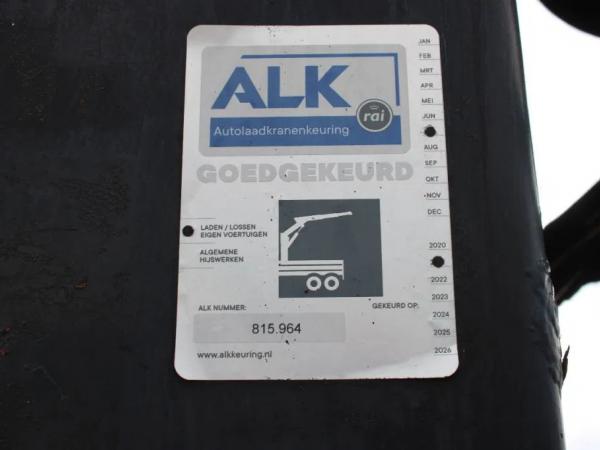 ALK
rai
Autolaadkranenkeuring
GOEDGEKEURD
LADEN / LOSSEN
EIGEN VOERTUIGEN
ALGEMENE
HIJSWERKEN
ALK NUMMER:
GEKEURD OP:
815.964
www.alkkeuring.nl
JAN
FEB
MRT
APR
MEI
JUN
AUG
SEP
OKT
NOV
DEC
2020
2022
2023
2024
2025
2026